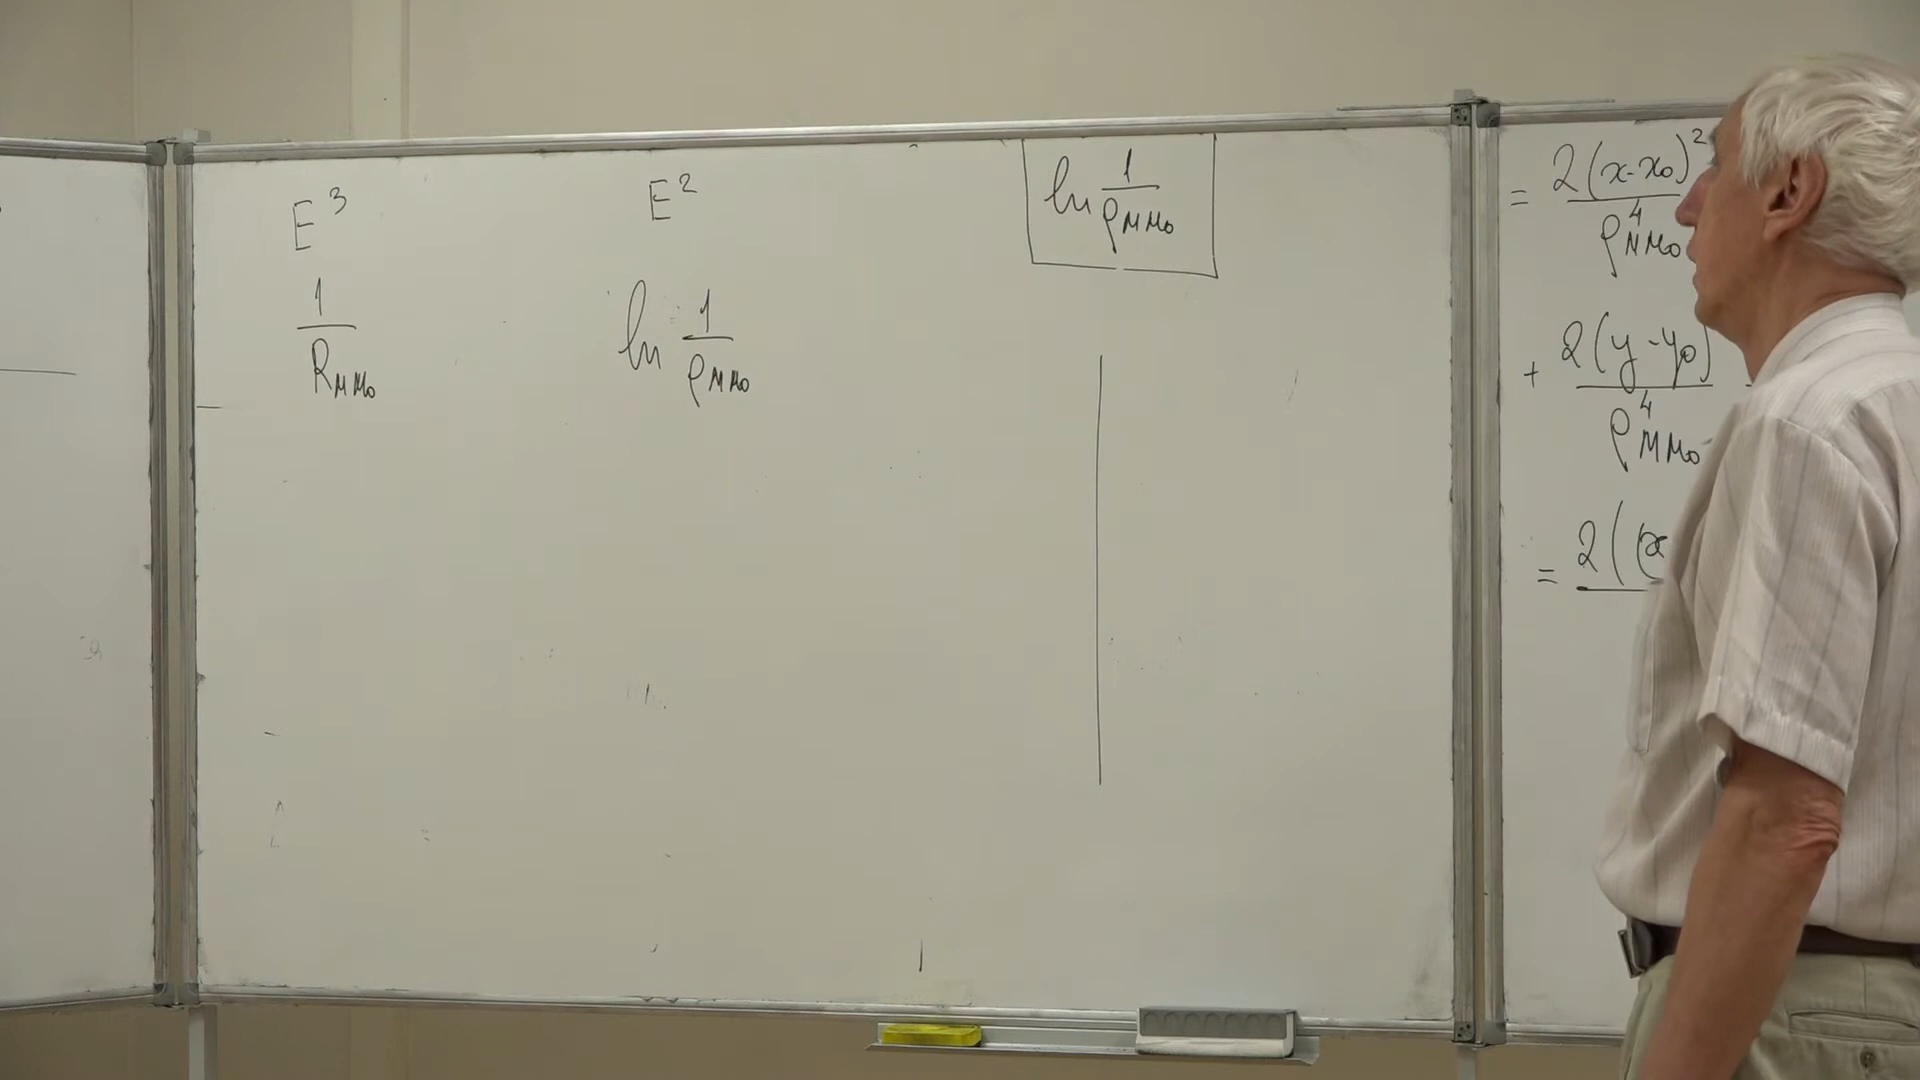 E³
1/R_MM₀
E²
ln 1/ρ_MM₀
ln 1/ρ_MM₀
= 2(x-x₀)²/ρ⁴_MM₀
+ 2(y-y₀)/ρ⁴_MM₀
= 2((x